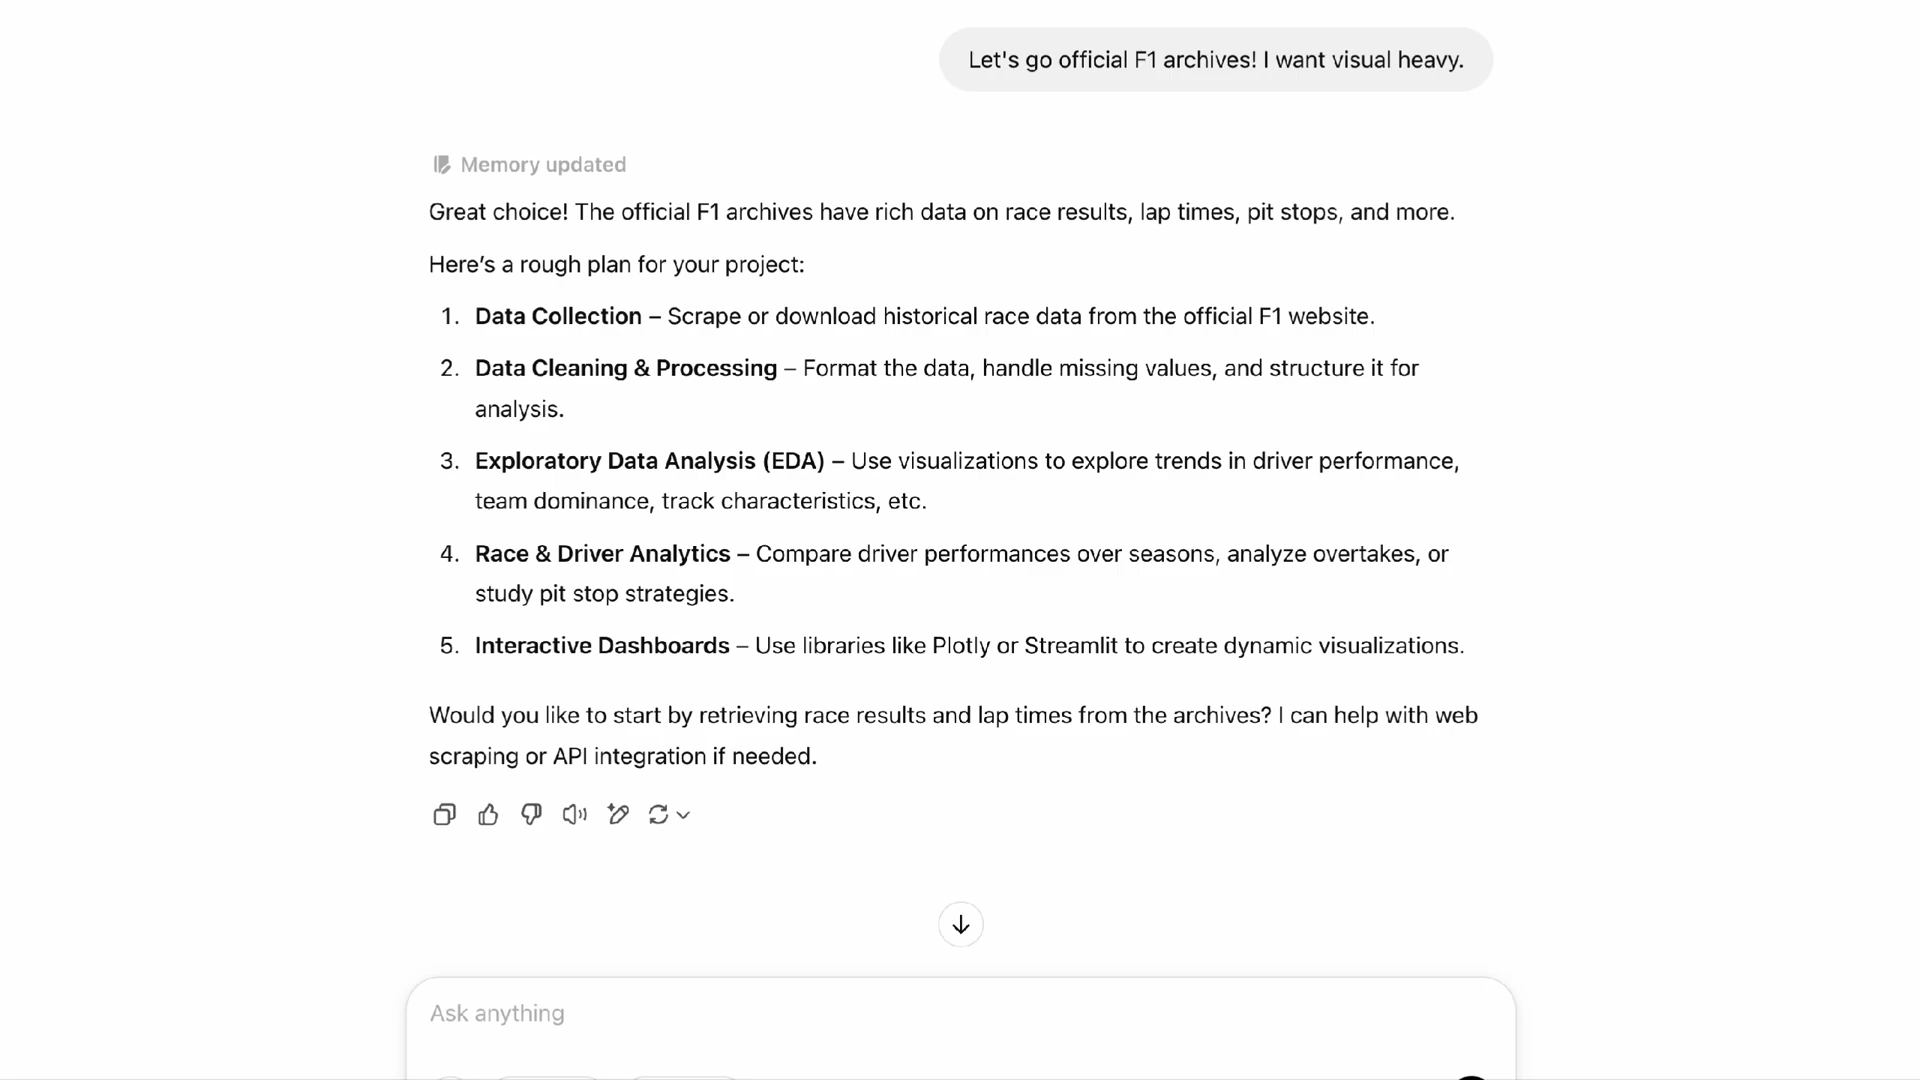 Let's go official F1 archives! I want visual heavy.
Memory updated
Great choice! The official F1 archives have rich data on race results, lap times, pit stops, and more.
Here’s a rough plan for your project:
1. Data Collection – Scrape or download historical race data from the official F1 website.
2. Data Cleaning & Processing – Format the data, handle missing values, and structure it for
analysis.
3. Exploratory Data Analysis (EDA) – Use visualizations to explore trends in driver performance,
team dominance, track characteristics, etc.
4. Race & Driver Analytics – Compare driver performances over seasons, analyze overtakes, or
study pit stop strategies.
5. Interactive Dashboards – Use libraries like Plotly or Streamlit to create dynamic visualizations.
Would you like to start by retrieving race results and lap times from the archives? I can help with web
scraping or API integration if needed.
Ask anything